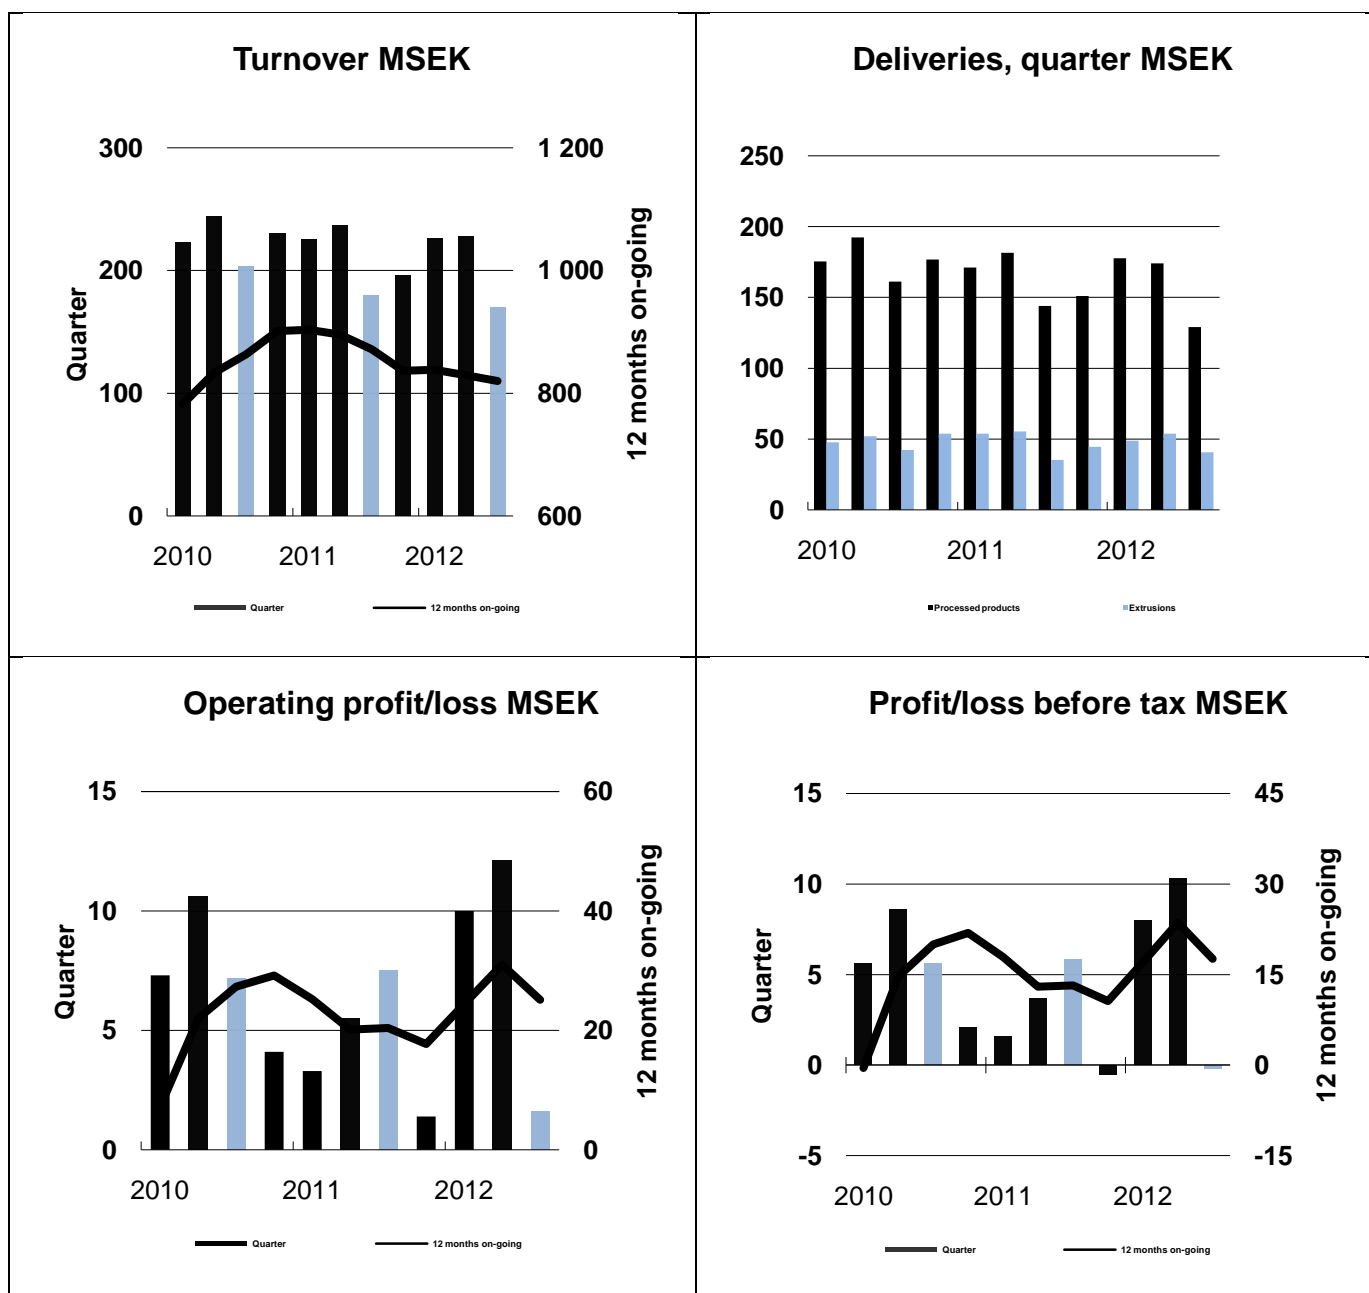 Turnover MSEK
300
200
100
0
1 200
1 000
800
600
Quarter
12 months on-going
2010 2011 2012
Quarter 12 months on-going
Deliveries, quarter MSEK
250
200
150
100
50
0
2010 2011 2012
Processed products Extrusions
Operating profit/loss MSEK
15
10
5
0
60
40
20
0
Quarter
12 months on-going
2010 2011 2012
Quarter 12 months on-going
Profit/loss before tax MSEK
15
10
5
0
-5
45
30
15
0
-15
Quarter
12 months on-going
2010 2011 2012
Quarter 12 months on-going